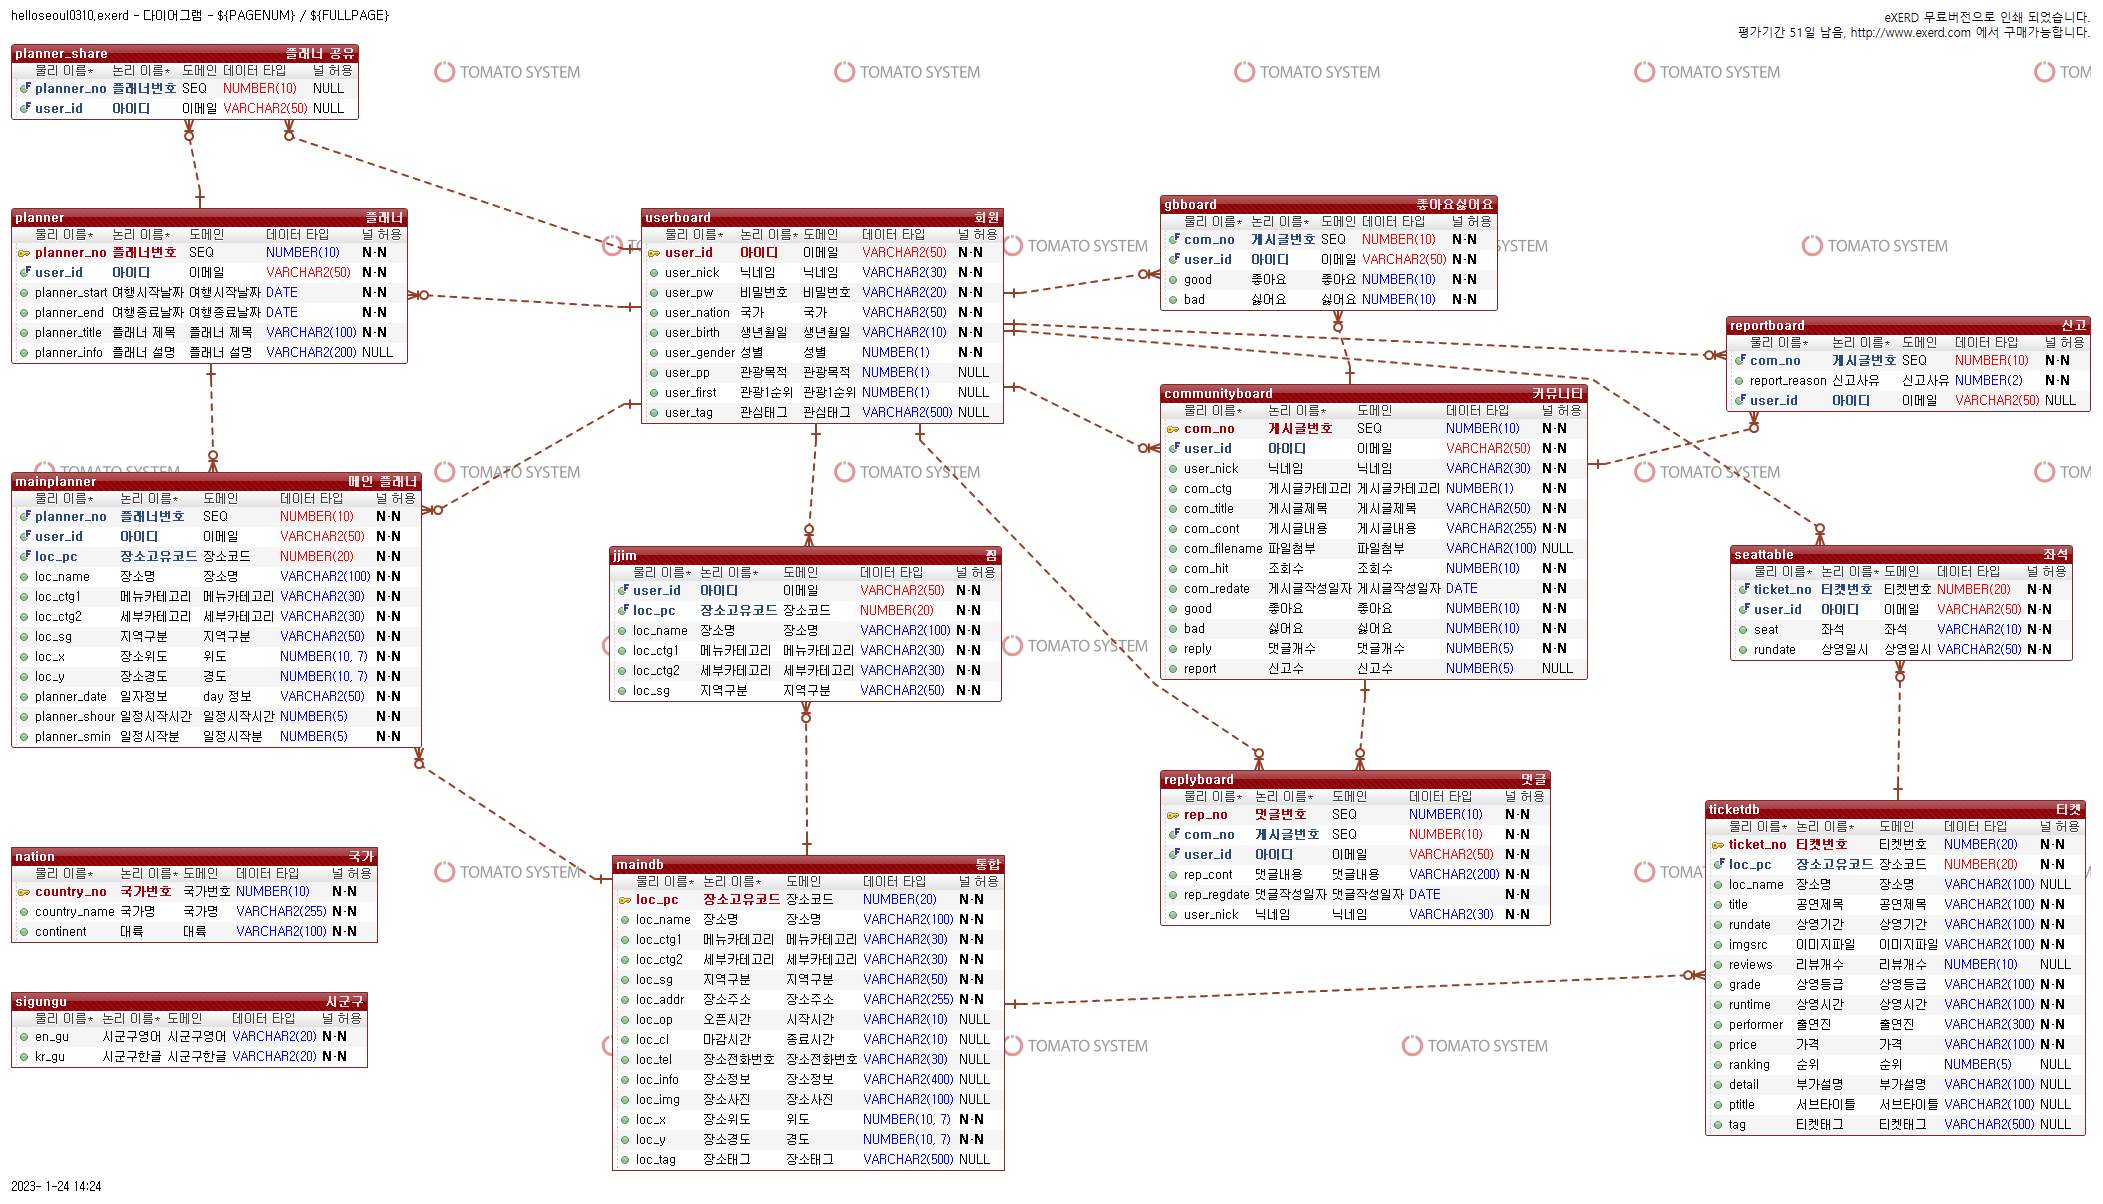 helloseoul0310.exerd - 다이어그램 - ${PAGENUM} / ${FULLPAGE}
eXERD 무료버전으로 인쇄 되었습니다.
평가기간 51일 남음, http://www.exerd.com 에서 구매가능합니다.
TOMATO SYSTEM
TOMATO SYSTEM
TOMATO SYSTEM
TOMATO SYSTEM
TOM
planner_share 플래너 공유
물리 이름* 논리 이름* 도메인 데이터 타입 널 허용
planner_no 플래너번호 SEQ NUMBER(10) NULL
user_id 아이디 이메일 VARCHAR2(50) NULL
planner 플래너
물리 이름* 논리 이름* 도메인 데이터 타입 널 허용
planner_no 플래너번호 SEQ NUMBER(10) N-N
user_id 아이디 이메일 VARCHAR2(50) N-N
planner_start 여행시작날짜 여행시작날짜 DATE N-N
planner_end 여행종료날짜 여행종료날짜 DATE N-N
planner_title 플래너 제목 플래너 제목 VARCHAR2(100) N-N
planner_info 플래너 설명 플래너 설명 VARCHAR2(200) NULL
userboard 회원
물리 이름* 논리 이름* 도메인 데이터 타입 널 허용
user_id 아이디 이메일 VARCHAR2(50) N-N
user_nick 닉네임 닉네임 VARCHAR2(30) N-N
user_pw 비밀번호 비밀번호 VARCHAR2(20) N-N
user_nation 국가 국가 VARCHAR2(50) N-N
user_birth 생년월일 생년월일 VARCHAR2(10) N-N
user_gender 성별 성별 NUMBER(1) N-N
user_pp 관광목적 관광목적 NUMBER(1) NULL
user_first 관광1순위 관광1순위 NUMBER(1) NULL
user_tag 관심태그 관심태그 VARCHAR2(500) NULL
TOMATO SYSTEM
gbboard 좋아요싫어요
물리 이름* 논리 이름* 도메인 데이터 타입 널 허용
com_no 게시글번호 SEQ NUMBER(10) N-N
user_id 아이디 이메일 VARCHAR2(50) N-N
good 좋아요 좋아요 NUMBER(10) N-N
bad 싫어요 싫어요 NUMBER(10) N-N
SYSTEM
TOMATO SYSTEM
reportboard 신고
물리 이름* 논리 이름* 도메인 데이터 타입 널 허용
com_no 게시글번호 SEQ NUMBER(10) N-N
report_reason 신고사유 신고사유 NUMBER(2) N-N
user_id 아이디 이메일 VARCHAR2(50) NULL
communityboard 커뮤니티
물리 이름* 논리 이름* 도메인 데이터 타입 널 허용
com_no 게시글번호 SEQ NUMBER(10) N-N
user_id 아이디 이메일 VARCHAR2(50) N-N
user_nick 닉네임 닉네임 VARCHAR2(30) N-N
com_ctg 게시글카테고리 게시글카테고리 NUMBER(1) N-N
com_title 게시글제목 게시글제목 VARCHAR2(50) N-N
com_cont 게시글내용 게시글내용 VARCHAR2(255) N-N
com_filename 파일첨부 파일첨부 VARCHAR2(100) NULL
com_hit 조회수 조회수 NUMBER(10) N-N
com_redate 게시글작성일자 게시글작성일자 DATE N-N
good 좋아요 좋아요 NUMBER(10) N-N
bad 싫어요 싫어요 NUMBER(10) N-N
reply 댓글개수 댓글개수 NUMBER(5) N-N
report 신고수 신고수 NUMBER(5) NULL
TOMATO SYSTEM
TOMATO SYSTEM
TOMATO SYSTEM
TOMATO SYSTEM
TOM
mainplanner 메인 플래너
물리 이름* 논리 이름* 도메인 데이터 타입 널 허용
planner_no 플래너번호 SEQ NUMBER(10) N-N
user_id 아이디 이메일 VARCHAR2(50) N-N
loc_pc 장소고유코드 장소코드 NUMBER(20) N-N
loc_name 장소명 장소명 VARCHAR2(100) N-N
loc_ctg1 메뉴카테고리 메뉴카테고리 VARCHAR2(30) N-N
loc_ctg2 세부카테고리 세부카테고리 VARCHAR2(30) N-N
loc_sg 지역구분 지역구분 VARCHAR2(50) N-N
loc_x 장소위도 위도 NUMBER(10, 7) N-N
loc_y 장소경도 경도 NUMBER(10, 7) N-N
planner_date 일자정보 day 정보 VARCHAR2(50) N-N
planner_shour 일정시작시간 일정시작시간 NUMBER(5) N-N
planner_smin 일정시작분 일정시작분 NUMBER(5) N-N
jjim 찜
물리 이름* 논리 이름* 도메인 데이터 타입 널 허용
user_id 아이디 이메일 VARCHAR2(50) N-N
loc_pc 장소고유코드 장소코드 NUMBER(20) N-N
loc_name 장소명 장소명 VARCHAR2(100) N-N
loc_ctg1 메뉴카테고리 메뉴카테고리 VARCHAR2(30) N-N
loc_ctg2 세부카테고리 세부카테고리 VARCHAR2(30) N-N
loc_sg 지역구분 지역구분 VARCHAR2(50) N-N
TOMATO SYSTEM
seattable 좌석
물리 이름* 논리 이름* 도메인 데이터 타입 널 허용
ticket_no 티켓번호 티켓번호 NUMBER(20) N-N
user_id 아이디 이메일 VARCHAR2(50) N-N
seat 좌석 좌석 VARCHAR2(10) N-N
rundate 상영일시 상영일시 VARCHAR2(50) N-N
replyboard 댓글
물리 이름* 논리 이름* 도메인 데이터 타입 널 허용
rep_no 댓글번호 SEQ NUMBER(10) N-N
com_no 게시글번호 SEQ NUMBER(10) N-N
user_id 아이디 이메일 VARCHAR2(50) N-N
rep_cont 댓글내용 댓글내용 VARCHAR2(200) N-N
rep_regdate 댓글작성일자 댓글작성일자 DATE N-N
user_nick 닉네임 닉네임 VARCHAR2(30) N-N
ticketdb 티켓
물리 이름* 논리 이름* 도메인 데이터 타입 널 허용
ticket_no 티켓번호 티켓번호 NUMBER(20) N-N
loc_pc 장소고유코드 장소코드 NUMBER(20) N-N
loc_name 장소명 장소명 VARCHAR2(100) NULL
title 공연제목 공연제목 VARCHAR2(100) N-N
rundate 상영기간 상영기간 VARCHAR2(100) N-N
imgsrc 이미지파일 이미지파일 VARCHAR2(100) N-N
reviews 리뷰개수 리뷰개수 NUMBER(10) NULL
grade 상영등급 상영등급 VARCHAR2(100) N-N
runtime 상영시간 상영시간 VARCHAR2(100) N-N
performer 출연진 출연진 VARCHAR2(300) N-N
price 가격 가격 VARCHAR2(100) N-N
ranking 순위 순위 NUMBER(5) NULL
detail 부가설명 부가설명 VARCHAR2(100) NULL
ptitle 서브타이틀 서브타이틀 VARCHAR2(100) NULL
tag 티켓태그 티켓태그 VARCHAR2(500) NULL
nation 국가
물리 이름* 논리 이름* 도메인 데이터 타입 널 허용
country_no 국가번호 국가번호 NUMBER(10) N-N
country_name 국가명 국가명 VARCHAR2(255) N-N
continent 대륙 대륙 VARCHAR2(100) N-N
TOMATO SYSTEM
TOMA
maindb 통합
물리 이름* 논리 이름* 도메인 데이터 타입 널 허용
loc_pc 장소고유코드 장소코드 NUMBER(20) N-N
loc_name 장소명 장소명 VARCHAR2(100) N-N
loc_ctg1 메뉴카테고리 메뉴카테고리 VARCHAR2(30) N-N
loc_ctg2 세부카테고리 세부카테고리 VARCHAR2(30) N-N
loc_sg 지역구분 지역구분 VARCHAR2(50) N-N
loc_addr 장소주소 장소주소 VARCHAR2(255) N-N
loc_op 오픈시간 시작시간 VARCHAR2(10) NULL
loc_cl 마감시간 종료시간 VARCHAR2(10) NULL
loc_tel 장소전화번호 장소전화번호 VARCHAR2(30) NULL
loc_info 장소정보 장소정보 VARCHAR2(400) NULL
loc_img 장소사진 장소사진 VARCHAR2(100) NULL
loc_x 장소위도 위도 NUMBER(10, 7) N-N
loc_y 장소경도 경도 NUMBER(10, 7) N-N
loc_tag 장소태그 장소태그 VARCHAR2(500) NULL
sigungu 시군구
물리 이름* 논리 이름* 도메인 데이터 타입 널 허용
en_gu 시군구영어 시군구영어 VARCHAR2(20) N-N
kr_gu 시군구한글 시군구한글 VARCHAR2(20) N-N
TOMATO SYSTEM
TOMATO SYSTEM
2023- 1-24 14:24